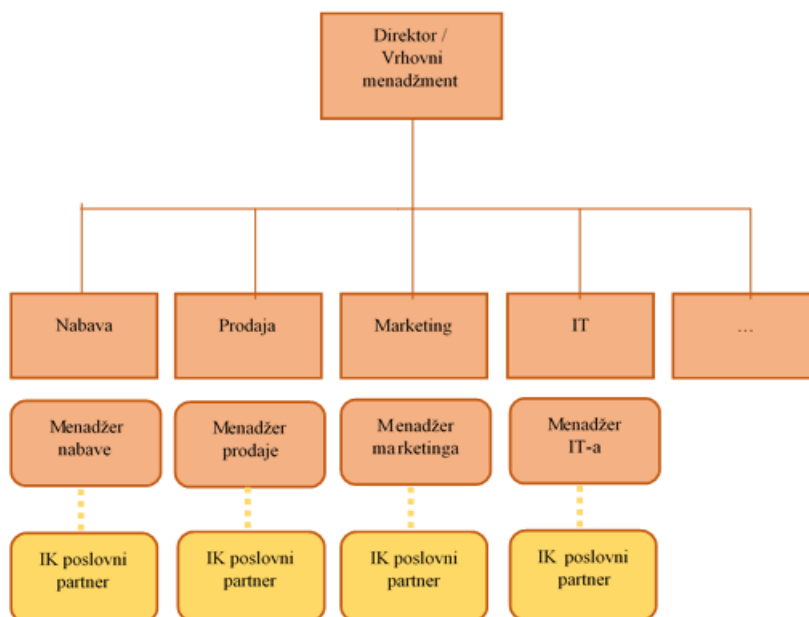 Direktor /
Vrhovni
menadžment
Nabava
Prodaja
Marketing
IT
...
Menadžer
nabave
Menadžer
prodaje
Menadžer
marketinga
Menadžer
IT-a
IK poslovni
partner
IK poslovni
partner
IK poslovni
partner
IK poslovni
partner